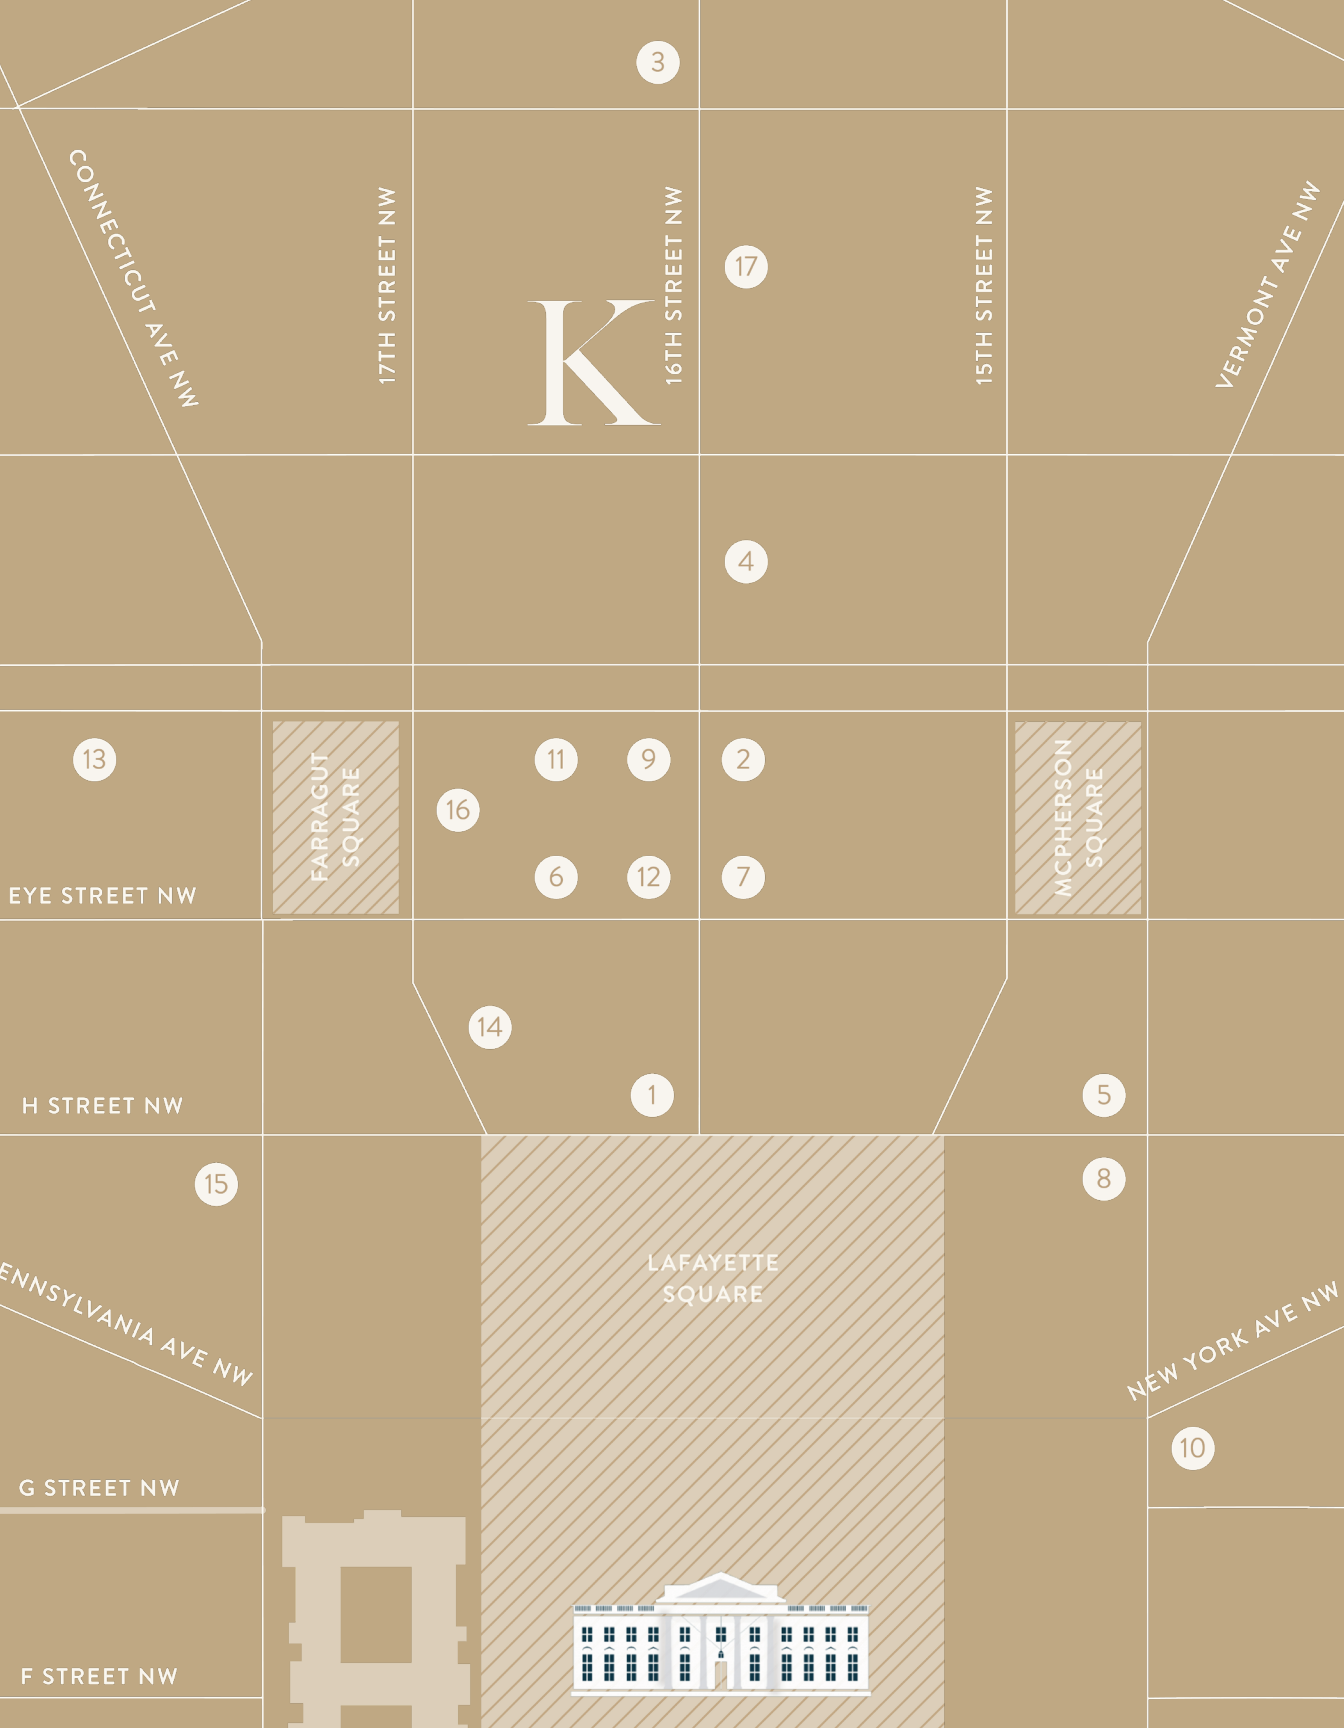 3
CONNECTICUT AVE NW
17TH STREET NW
16TH STREET NW
15TH STREET NW
VERMONT AVE NW
17
K
4
13
FARRAGUT
SQUARE
11
9
2
16
6
12
7
MCPHERSON
SQUARE
EYE STREET NW
14
1
5
H STREET NW
15
8
LAFAYETTE
SQUARE
ENNSYLVANIA AVE NW
NEW YORK AVE NW
10
G STREET NW
F STREET NW